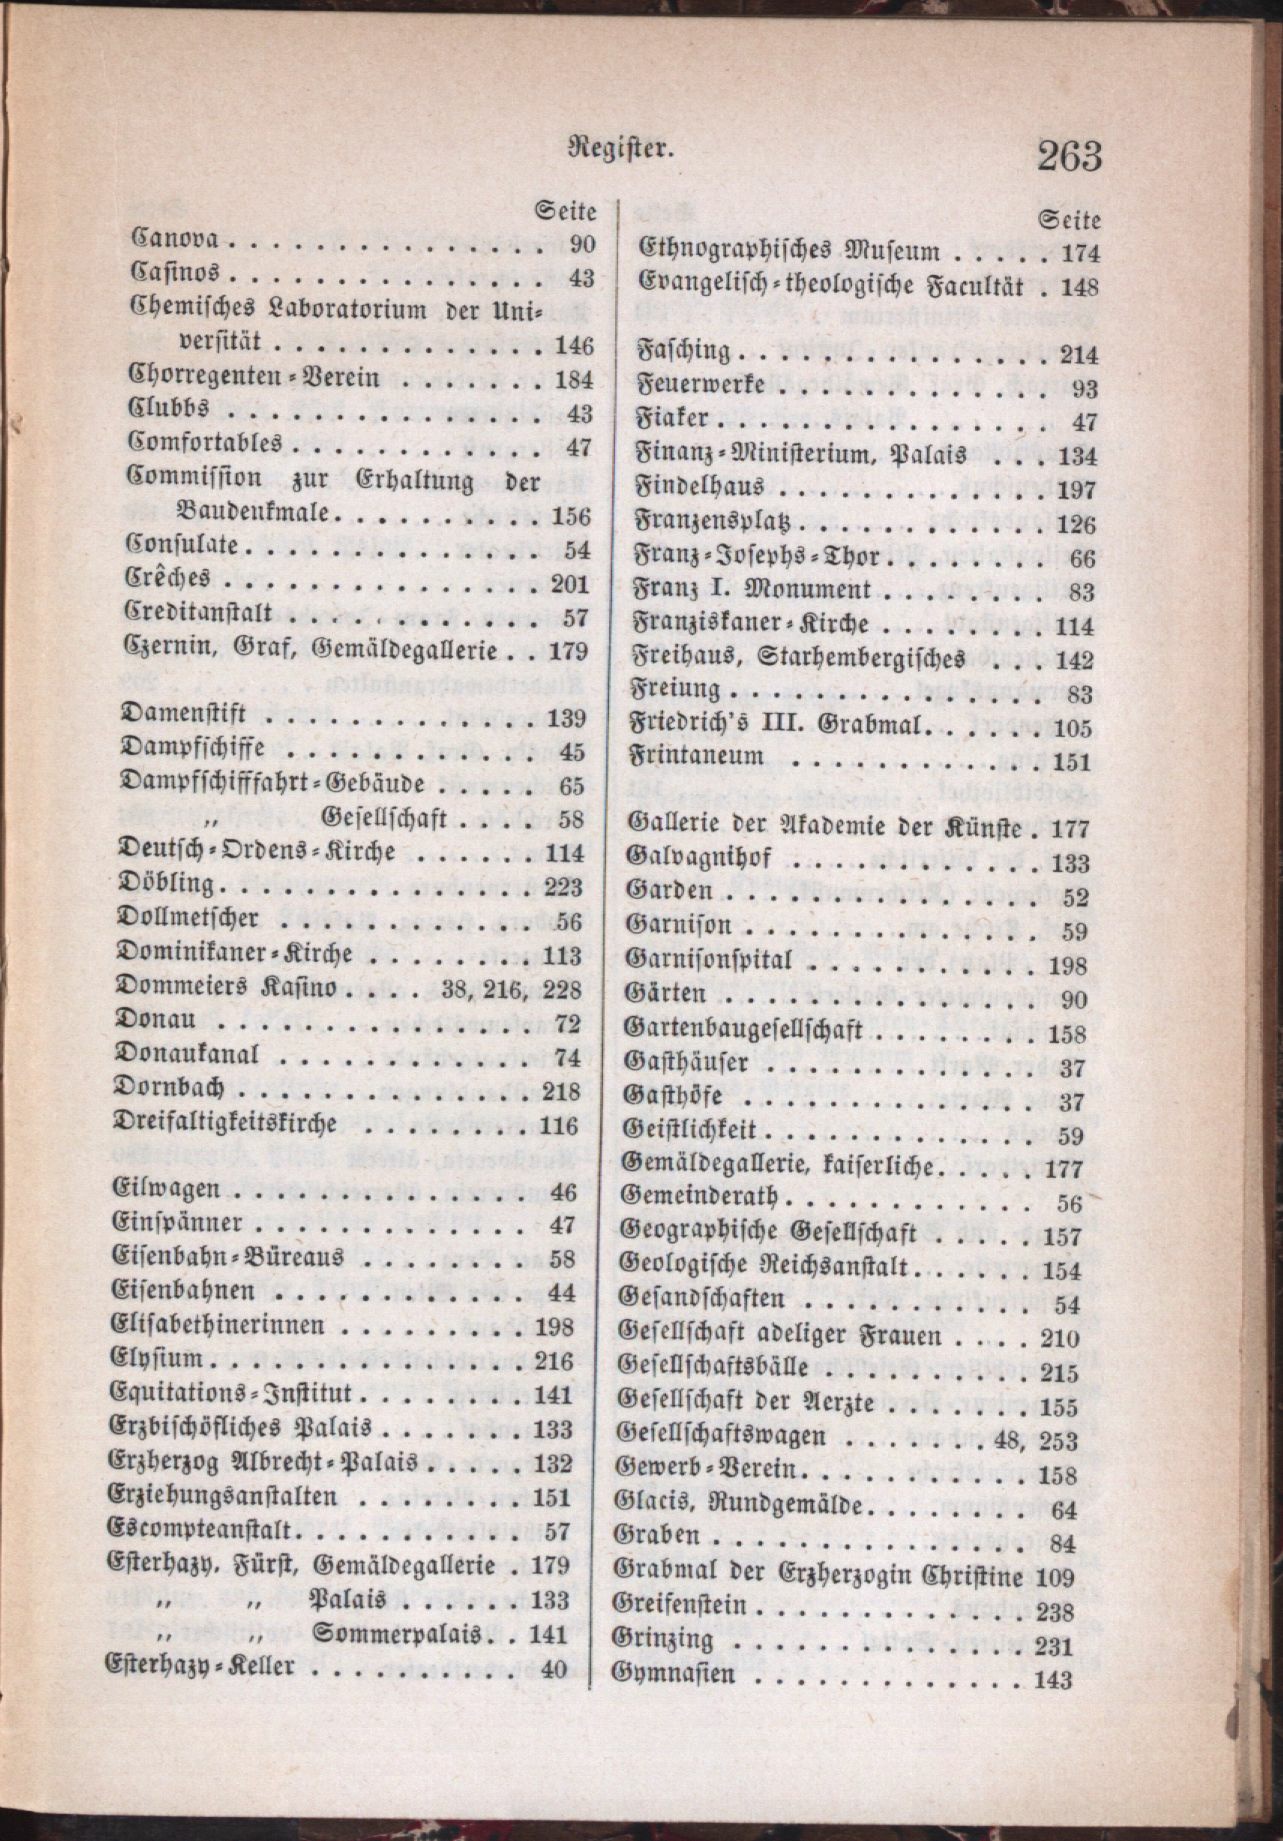 Register.
263
Seite
Canova . . . . . . . . . . . . . . . 90
Casinos . . . . . . . . . . . . . . . 43
Chemisches Laboratorium der Uni-
versität . . . . . . . . . . . . . 146
Chorregenten-Verein . . . . . . . 184
Clubbs . . . . . . . . . . . . . . . 43
Comfortables . . . . . . . . . . . . 47
Commission zur Erhaltung der
Baudenkmale . . . . . . . . . . 156
Consulate . . . . . . . . . . . . . . 54
Crêches . . . . . . . . . . . . . . . 201
Creditanstalt . . . . . . . . . . . . 57
Czernin, Graf, Gemäldegallerie . . 179
Damenstift . . . . . . . . . . . . . 139
Dampfschiffe . . . . . . . . . . . . 45
Dampfschifffahrt-Gebäude . . . . . 65
„ Gesellschaft . . . . 58
Deutsch-Ordens-Kirche . . . . . . 114
Döbling . . . . . . . . . . . . . . . 223
Dollmetscher . . . . . . . . . . . . 56
Dominikaner-Kirche . . . . . . . . 113
Dommeiers Kasino . . . . 38, 216, 228
Donau . . . . . . . . . . . . . . . 72
Donaukanal . . . . . . . . . . . . 74
Dornbach . . . . . . . . . . . . . . 218
Dreifaltigkeitskirche . . . . . . . . 116
Eilwagen . . . . . . . . . . . . . . 46
Einspänner . . . . . . . . . . . . . 47
Eisenbahn-Büreaus . . . . . . . . 58
Eisenbahnen . . . . . . . . . . . . 44
Elisabethinerinnen . . . . . . . . . 198
Elysium . . . . . . . . . . . . . . . 216
Equitations-Institut . . . . . . . . 141
Erzbischöfliches Palais . . . . . . . 133
Erzherzog Albrecht-Palais . . . . . 132
Erziehungsanstalten . . . . . . . . 151
Escompteanstalt . . . . . . . . . . . 57
Esterhazy, Fürst, Gemäldegallerie . 179
„ „ Palais . . . . . . 133
„ „ Sommerpalais . . 141
Esterhazy-Keller . . . . . . . . . . 40
Seite
Ethnographisches Museum . . . . . 174
Evangelisch-theologische Facultät . 148
Fasching . . . . . . . . . . . . . . . 214
Feuerwerke . . . . . . . . . . . . . 93
Fiaker . . . . . . . . . . . . . . . . 47
Finanz-Ministerium, Palais . . . 134
Findelhaus . . . . . . . . . . . . . 197
Franzensplatz . . . . . . . . . . . 126
Franz-Josephs-Thor . . . . . . . . 66
Franz I. Monument . . . . . . . . 83
Franziskaner-Kirche . . . . . . . . 114
Freihaus, Starhembergisches . . . 142
Freiung . . . . . . . . . . . . . . . 83
Friedrich's III. Grabmal . . . . . . 105
Frintaneum . . . . . . . . . . . . 151
Gallerie der Akademie der Künste . 177
Galvagnihof . . . . . . . . . . . . 133
Garden . . . . . . . . . . . . . . . 52
Garnison . . . . . . . . . . . . . . 59
Garnisonspital . . . . . . . . . . . 198
Gärten . . . . . . . . . . . . . . . 90
Gartenbaugesellschaft . . . . . . . 158
Gasthäuser . . . . . . . . . . . . . 37
Gasthöfe . . . . . . . . . . . . . . 37
Geistlichkeit . . . . . . . . . . . . . 59
Gemäldegallerie, kaiserliche . . . . . 177
Gemeinderath . . . . . . . . . . . . 56
Geographische Gesellschaft . . . . . 157
Geologische Reichsanstalt . . . . . . 154
Gesandschaften . . . . . . . . . . . 54
Gesellschaft adeliger Frauen . . . . 210
Gesellschaftsbälle . . . . . . . . . . 215
Gesellschaft der Aerzte . . . . . . . 155
Gesellschaftswagen . . . . . . . 48, 253
Gewerb-Verein . . . . . . . . . . . 158
Glacis, Rundgemälde . . . . . . . . 64
Graben . . . . . . . . . . . . . . . 84
Grabmal der Erzherzogin Christine 109
Greifenstein . . . . . . . . . . . . . 238
Grinzing . . . . . . . . . . . . . . 231
Gymnasien . . . . . . . . . . . . . 143